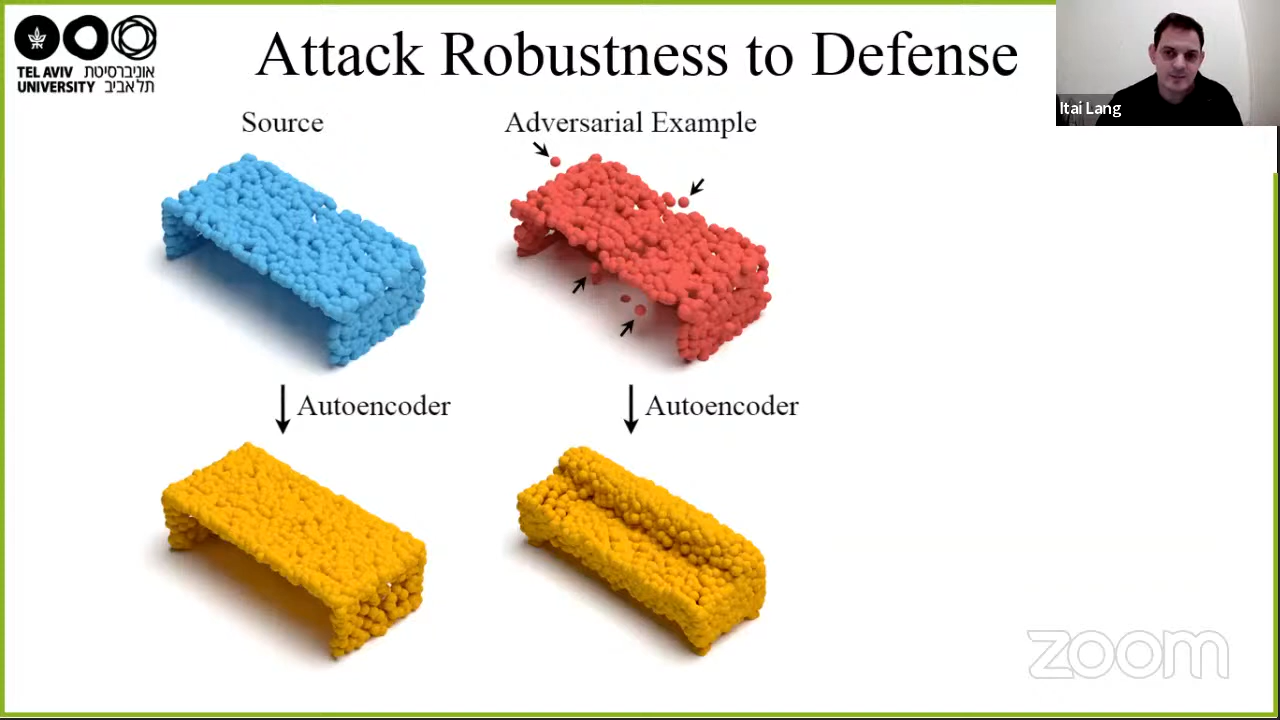 Attack Robustness to Defense
TEL AVIV אוניברסיטת
UNIVERSITY תל אביב
Itai Lang
Source
Adversarial Example
Autoencoder
Autoencoder
zoom